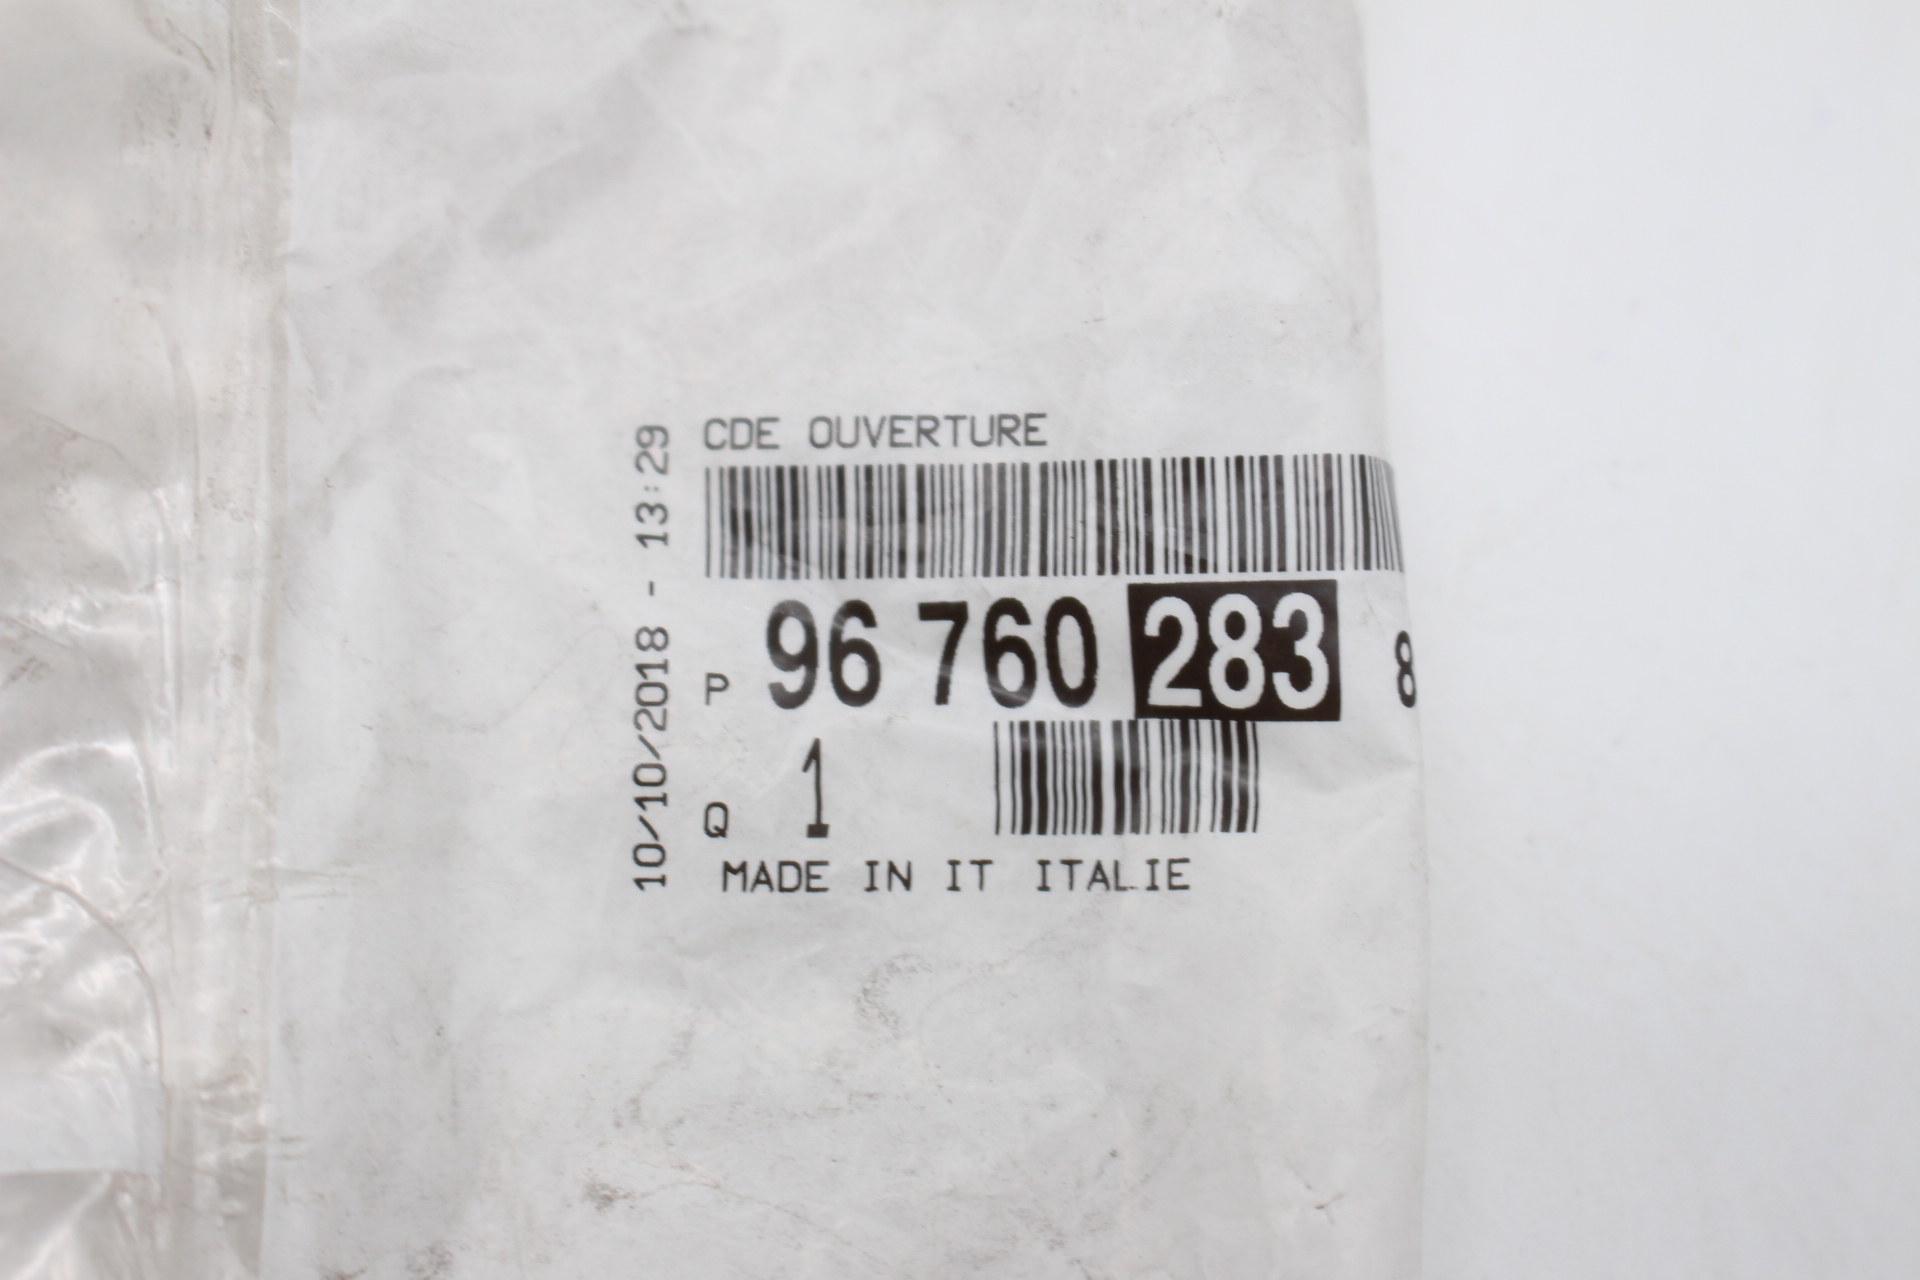 CDE OUVERTURE
P 96 760 283 8
Q 1
MADE IN IT ITALIE
10/10/2018 - 13:29